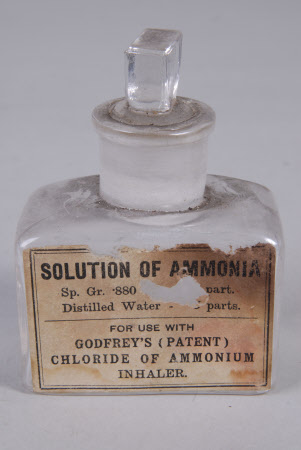 SOLUTION OF AMMONIA
Sp. Gr. ·880 part.
Distilled Water parts.
FOR USE WITH
GODFREY'S (PATENT)
CHLORIDE OF AMMONIUM
INHALER.